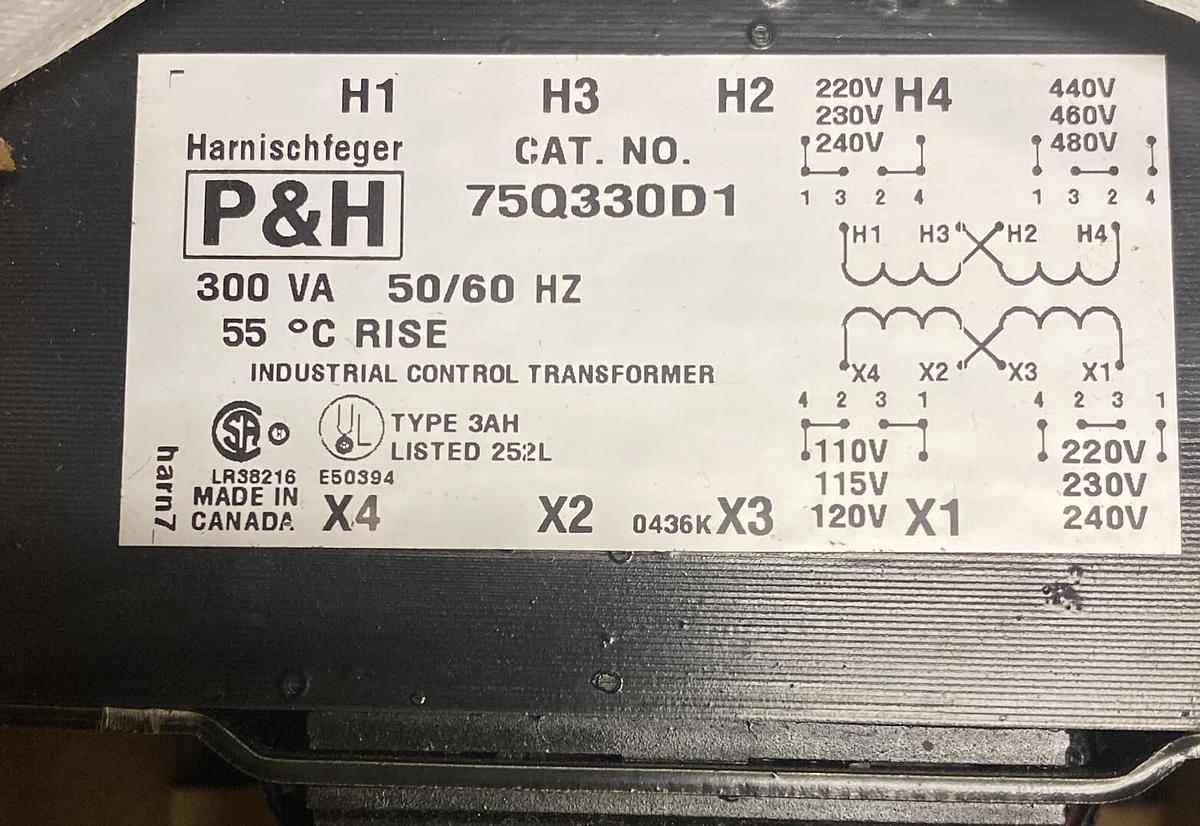 H1 H3 H2 H4
220V
230V
240V
440V
460V
480V
Harnischfeger
P&H
CAT. NO.
75Q330D1
1 3 2 4
1 3 2 4
H1 H3 H2 H4
300 VA 50/60 HZ
55 °C RISE
INDUSTRIAL CONTROL TRANSFORMER
X4 X2 X3 X1
4 2 3 1
4 2 3 1
SA
UL
TYPE 3AH
LISTED 252L
LR38216 E50394
MADE IN
CANADA
harn7
110V
115V
120V
220V
230V
240V
X4 X2 0436K X3 X1